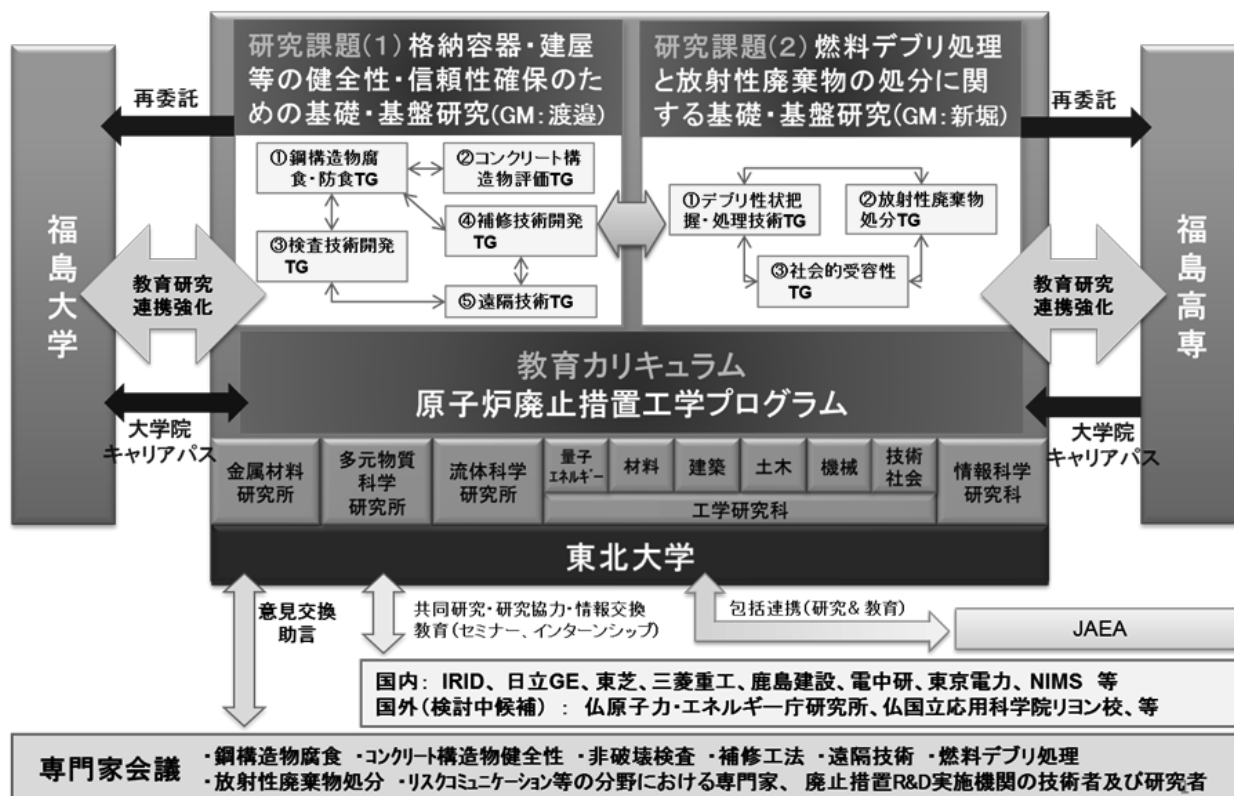 研究課題(1) 格納容器・建屋
等の健全性・信頼性確保のた
めの基礎・基盤研究(GM:渡邉)
研究課題(2) 燃料デブリ処理
と放射性廃棄物の処分に関
する基礎・基盤研究(GM:新堀)
再委託
再委託
①鋼構造物腐
食・防食TG
②コンクリート構
造物評価TG
③検査技術開発
TG
④補修技術開発
TG
⑤遠隔技術TG
①デブリ性状把
握・処理技術TG
②放射性廃棄物
処分TG
③社会的受容性
TG
福島大学
福島高専
教育研究
連携強化
教育研究
連携強化
教育カリキュラム
原子炉廃止措置工学プログラム
大学院
キャリアパス
大学院
キャリアパス
金属材料
研究所
多元物質
科学
研究所
流体科学
研究所
量子
エネルギー
材料
建築
土木
機械
技術
社会
工学研究科
情報科学
研究科
東北大学
意見交換
助言
共同研究・研究協力・情報交換
教育(セミナー、インターンシップ)
包括連携(研究&教育)
JAEA
国内: IRID、日立GE、東芝、三菱重工、鹿島建設、電中研、東京電力、NIMS 等
国外(検討中候補) : 仏原子力・エネルギー庁研究所、仏国立応用科学院リヨン校、等
専門家会議
・鋼構造物腐食 ・コンクリート構造物健全性 ・非破壊検査 ・補修工法 ・遠隔技術 ・燃料デブリ処理
・放射性廃棄物処分 ・リスクコミュニケーション等の分野における専門家、廃止措置R&D実施機関の技術者及び研究者